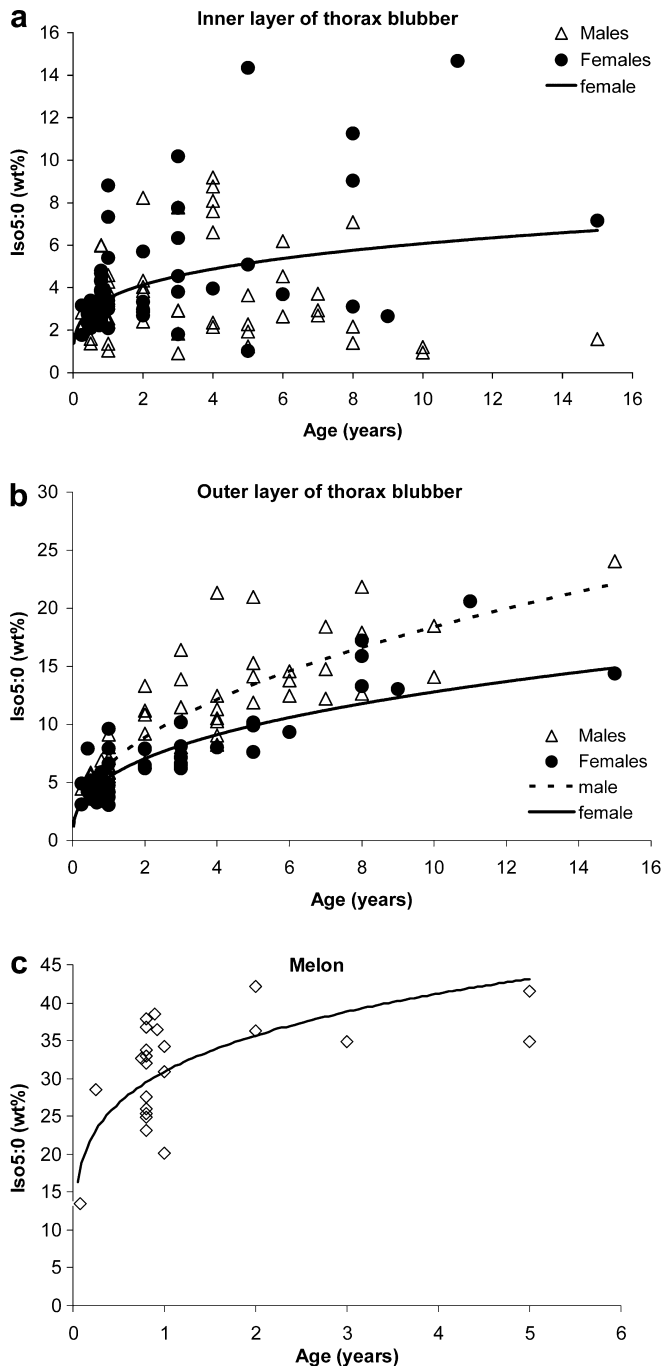 a
Inner layer of thorax blubber
16
14
12
10
8
6
4
2
0
Iso5:0 (wt%)
Males
Females
female
0 2 4 6 8 10 12 14 16
Age (years)
b
Outer layer of thorax blubber
30
25
20
15
10
5
0
Iso5:0 (wt%)
Males
Females
male
female
0 2 4 6 8 10 12 14 16
Age (years)
c
Melon
45
40
35
30
25
20
15
10
5
0
Iso5:0 (wt%)
0 1 2 3 4 5 6
Age (years)